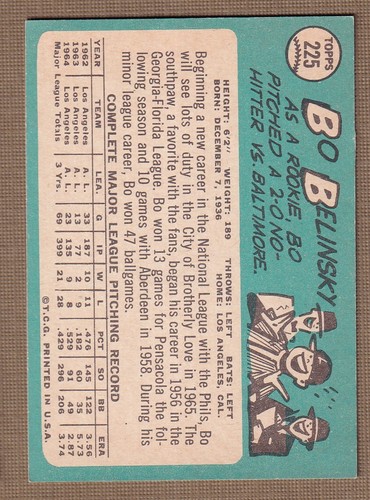 TOPPS
225
BO BELINSKY
AS A ROOKIE, BO
PITCHED A 2-0 NO-
HITTER VS. BALTIMORE.
HEIGHT: 6'2" WEIGHT: 189 THROWS: LEFT BATS: LEFT
BORN: DECEMBER 7, 1936 HOME: LOS ANGELES, CAL.
Beginning a new career in the National League with the Phils, Bo
will see lots of duty in the City of Brotherly Love in 1965. The
southpaw, a favorite with the fans, began his career in 1956 in the
Georgia-Florida League. Bo won 13 games for Pensacola the fol-
lowing season and 10 games with Aberdeen in 1958. During his
minor league career, Bo won 47 ballgames.
COMPLETE MAJOR LEAGUE PITCHING RECORD
YEAR TEAM LEA. G IP W L PCT SO BB ERA
1962 Los Angeles A. L. 33 187 10 11 .476 145 122 3.56
1963 Los Angeles A. L. 13 77 2 9 .182 60 35 5.73
1964 Los Angeles A. L. 23 135 9 8 .529 91 49 2.87
Major League Totals 3 Yrs. 69 399 21 28 .429 296 206 3.74
© T.C.G. PRINTED IN U.S.A.